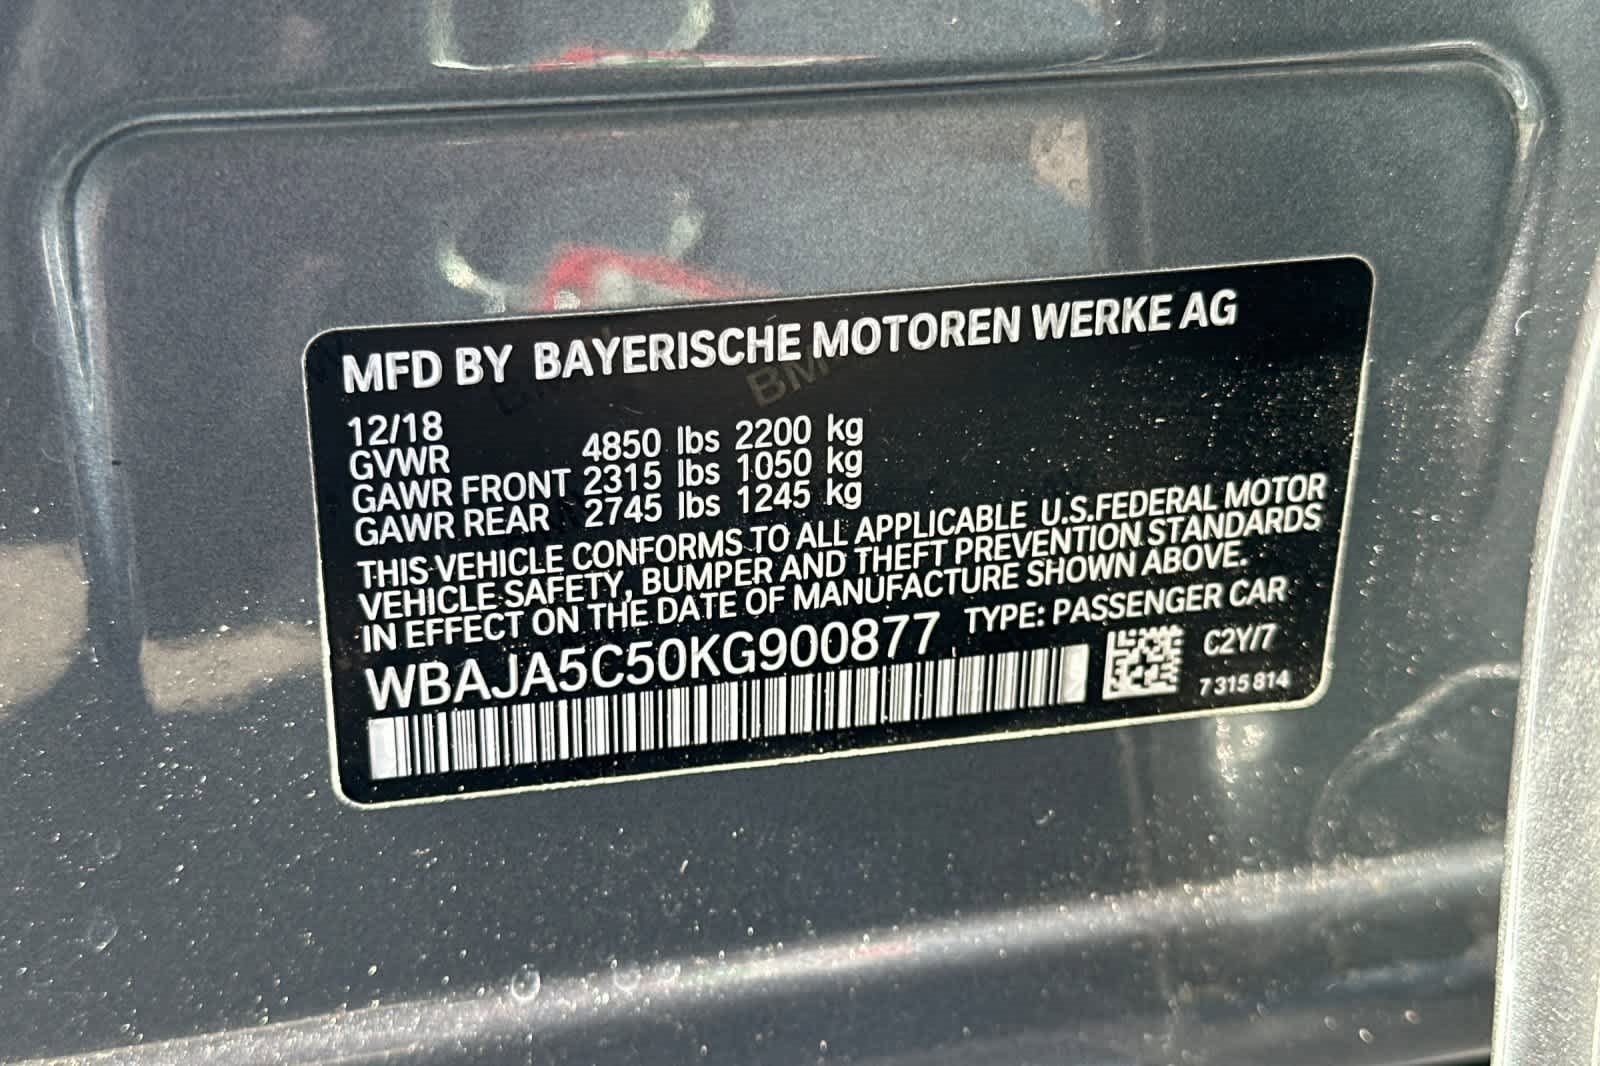 MFD BY BAYERISCHE MOTOREN WERKE AG
12/18
GVWR 4850 lbs 2200 kg
GAWR FRONT 2315 lbs 1050 kg
GAWR REAR 2745 lbs 1245 kg
THIS VEHICLE CONFORMS TO ALL APPLICABLE U.S.FEDERAL MOTOR
VEHICLE SAFETY, BUMPER AND THEFT PREVENTION STANDARDS
IN EFFECT ON THE DATE OF MANUFACTURE SHOWN ABOVE.
WBAJA5C50KG900877 TYPE: PASSENGER CAR
C2Y/7
7 315 814